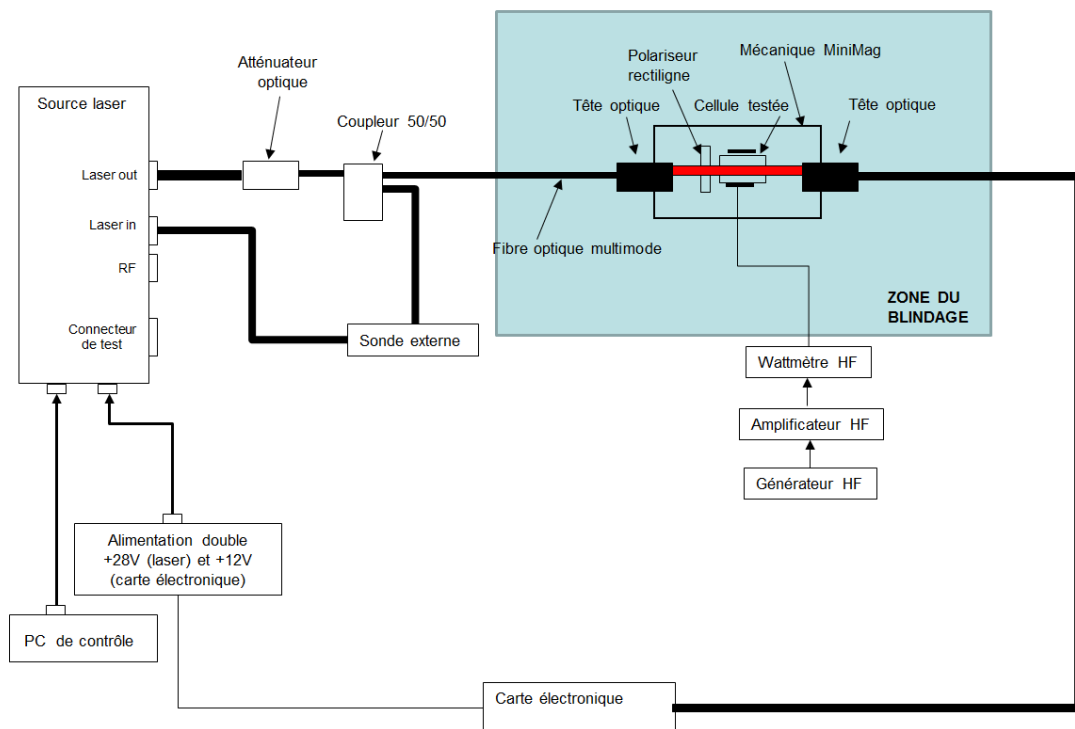 Source laser
Laser out
Laser in
RF
Connecteur
de test
Atténuateur
optique
Coupleur 50/50
Sonde externe
Polariseur
rectiligne
Mécanique MiniMag
Tête optique
Cellule testée
Tête optique
Fibre optique multimode
ZONE DU
BLINDAGE
Wattmètre HF
Amplificateur HF
Générateur HF
Alimentation double
+28V (laser) et +12V
(carte électronique)
PC de contrôle
Carte électronique